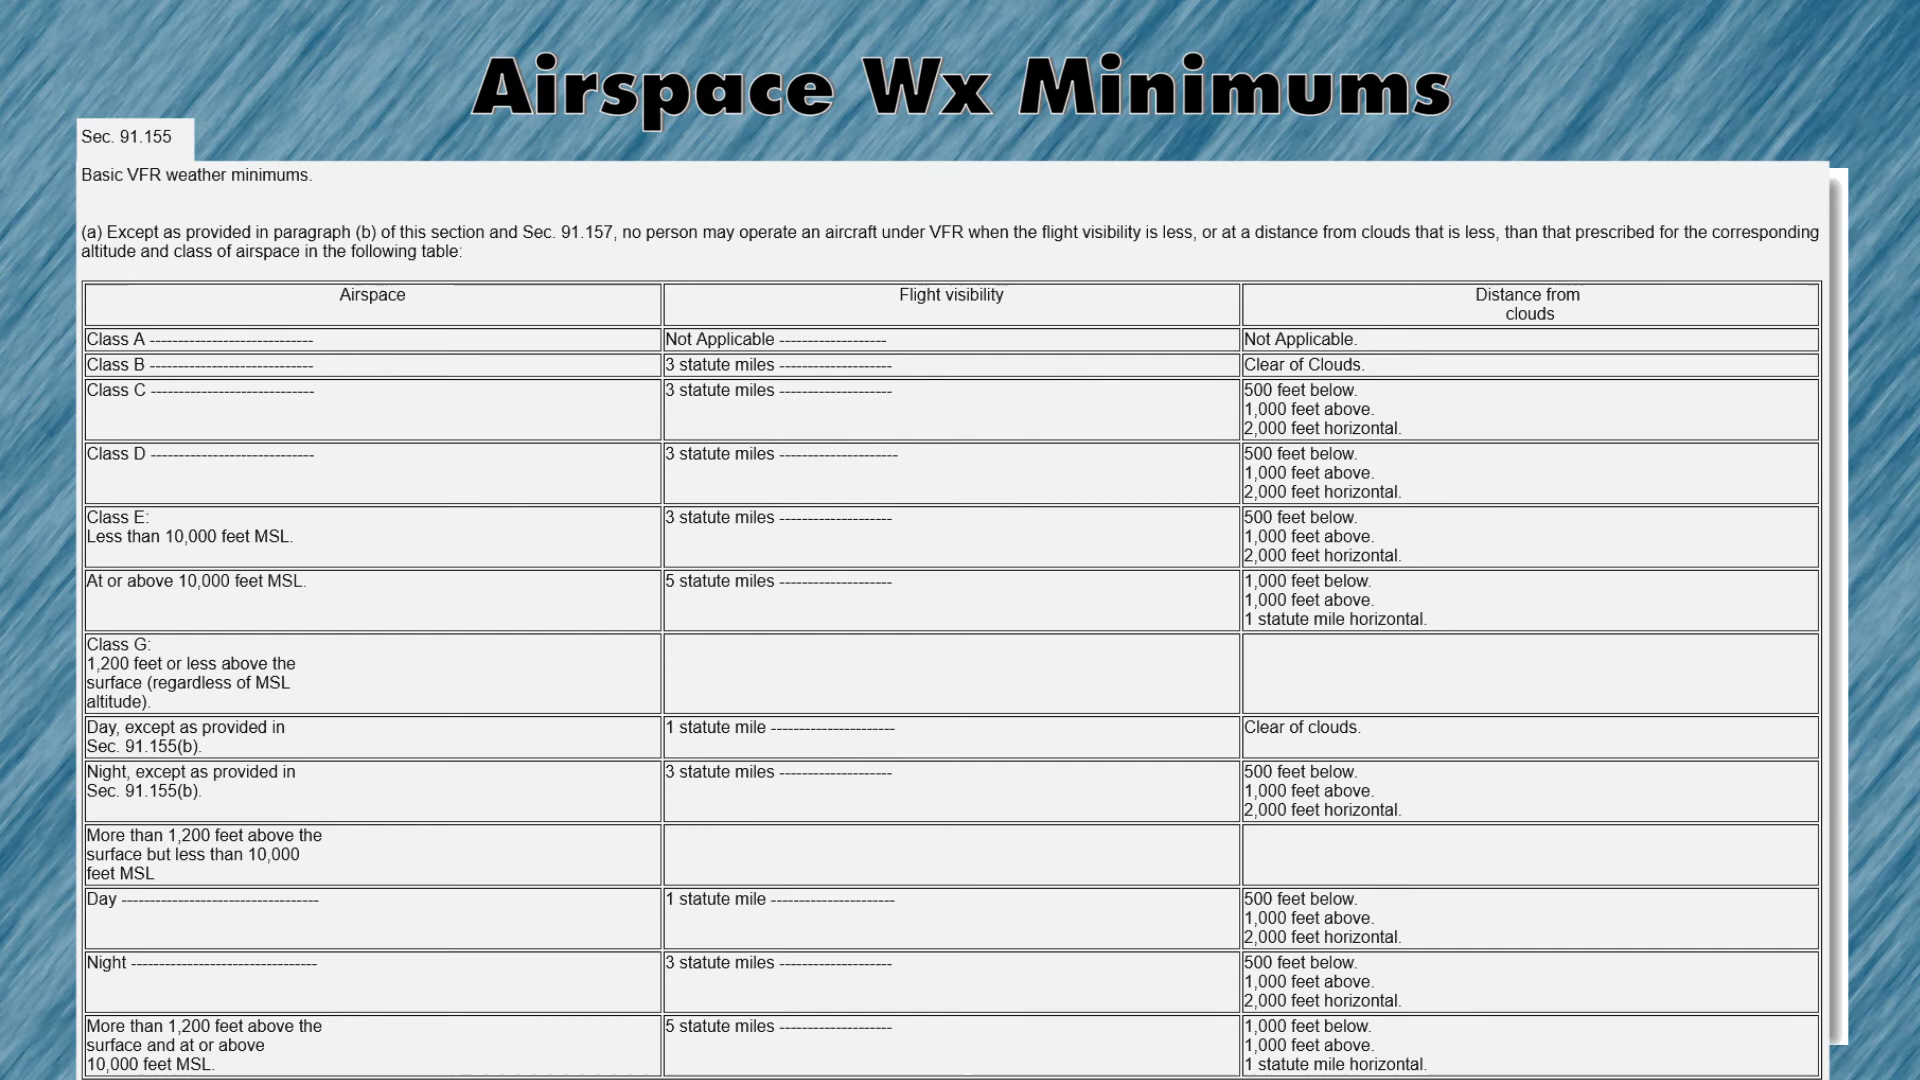 Airspace Wx Minimums
Sec. 91.155
Basic VFR weather minimums.
(a) Except as provided in paragraph (b) of this section and Sec. 91.157, no person may operate an aircraft under VFR when the flight visibility is less, or at a distance from clouds that is less, than that prescribed for the corresponding
altitude and class of airspace in the following table:
Airspace
Flight visibility
Distance from
clouds
Class A -----------------------------
Not Applicable -------------------
Not Applicable.
Class B -----------------------------
3 statute miles --------------------
Clear of Clouds.
Class C -----------------------------
3 statute miles --------------------
500 feet below.
1,000 feet above.
2,000 feet horizontal.
Class D -----------------------------
3 statute miles ---------------------
500 feet below.
1,000 feet above.
2,000 feet horizontal.
Class E:
Less than 10,000 feet MSL.
3 statute miles --------------------
500 feet below.
1,000 feet above.
2,000 feet horizontal.
At or above 10,000 feet MSL.
5 statute miles --------------------
1,000 feet below.
1,000 feet above.
1 statute mile horizontal.
Class G:
1,200 feet or less above the
surface (regardless of MSL
altitude).
Day, except as provided in
Sec. 91.155(b).
1 statute mile ----------------------
Clear of clouds.
Night, except as provided in
Sec. 91.155(b).
3 statute miles --------------------
500 feet below.
1,000 feet above.
2,000 feet horizontal.
More than 1,200 feet above the
surface but less than 10,000
feet MSL
Day -----------------------------------
1 statute mile ----------------------
500 feet below.
1,000 feet above.
2,000 feet horizontal.
Night ---------------------------------
3 statute miles --------------------
500 feet below.
1,000 feet above.
2,000 feet horizontal.
More than 1,200 feet above the
surface and at or above
10,000 feet MSL.
5 statute miles --------------------
1,000 feet below.
1,000 feet above.
1 statute mile horizontal.